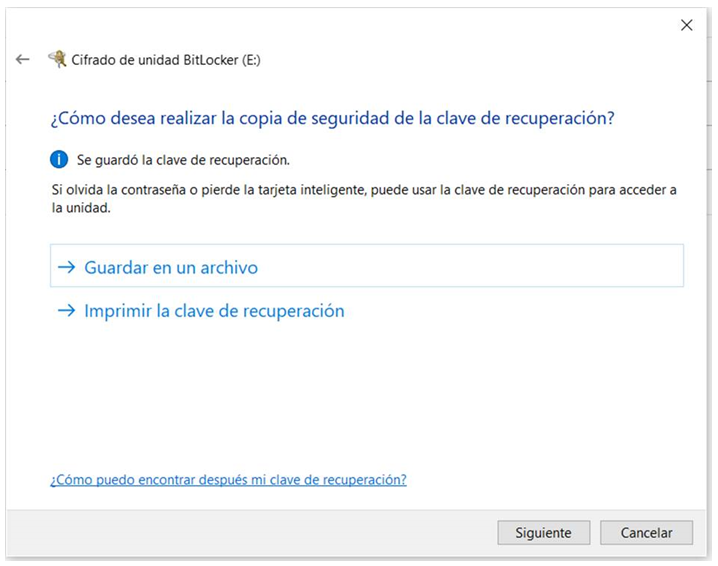 Cifrado de unidad BitLocker (E:)
¿Cómo desea realizar la copia de seguridad de la clave de recuperación?
Se guardó la clave de recuperación.
Si olvida la contraseña o pierde la tarjeta inteligente, puede usar la clave de recuperación para acceder a
la unidad.
Guardar en un archivo
Imprimir la clave de recuperación
¿Cómo puedo encontrar después mi clave de recuperación?
Siguiente Cancelar